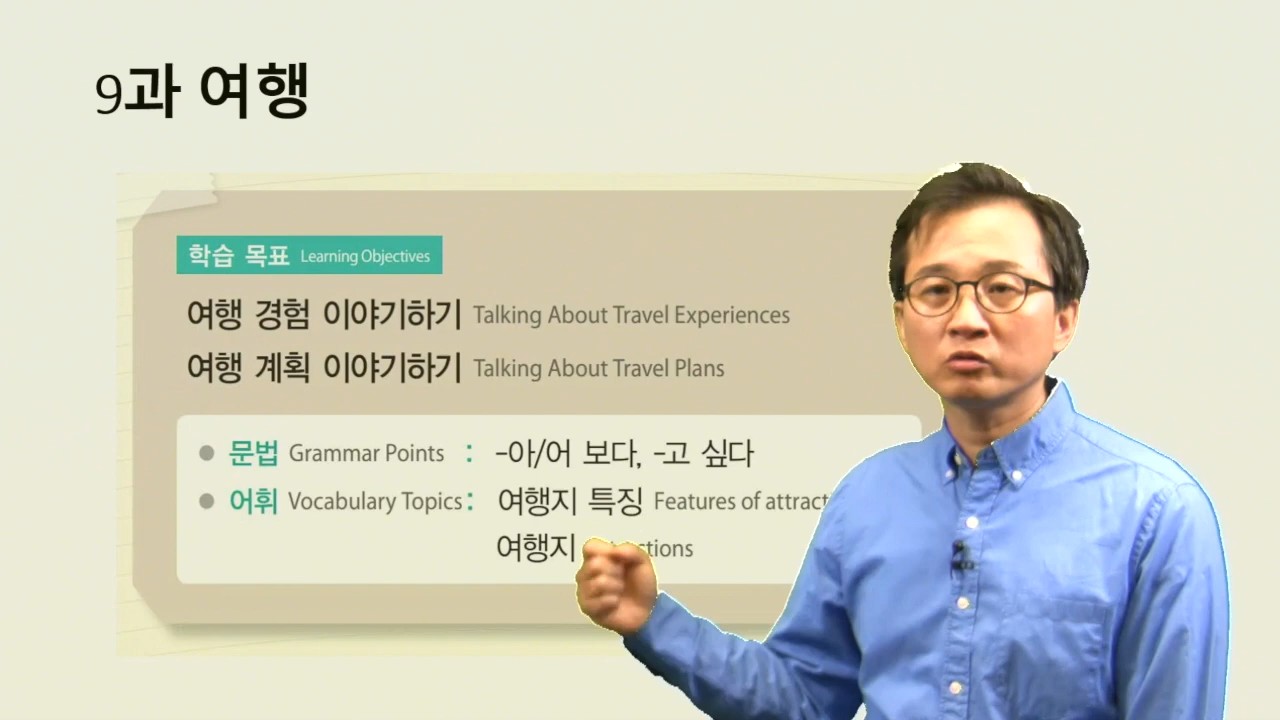 9과 여행
학습 목표 Learning Objectives
여행 경험 이야기하기 Talking About Travel Experiences
여행 계획 이야기하기 Talking About Travel Plans
문법 Grammar Points : -아/어 보다, -고 싶다
어휘 Vocabulary Topics : 여행지 특징 Features of
여행지